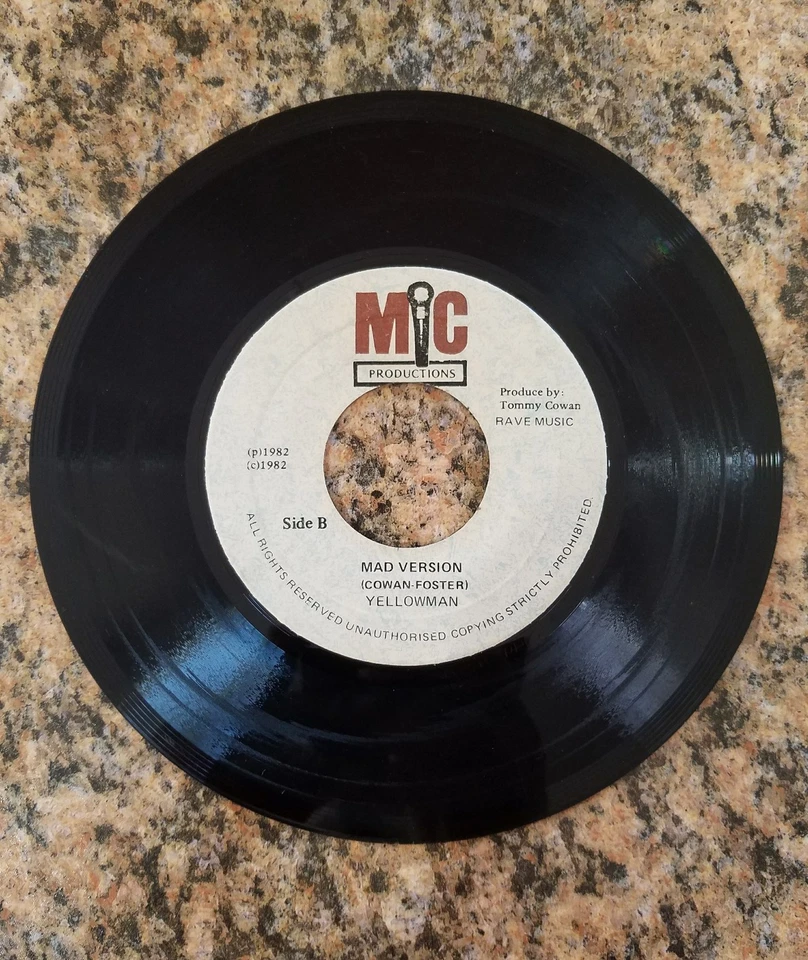 MIC
PRODUCTIONS
Produce by:
Tommy Cowan
RAVE MUSIC
(p)1982
(c)1982
Side B
MAD VERSION
(COWAN-FOSTER)
YELLOWMAN
ALL RIGHTS RESERVED UNAUTHORISED COPYING STRICTLY PROHIBITED.